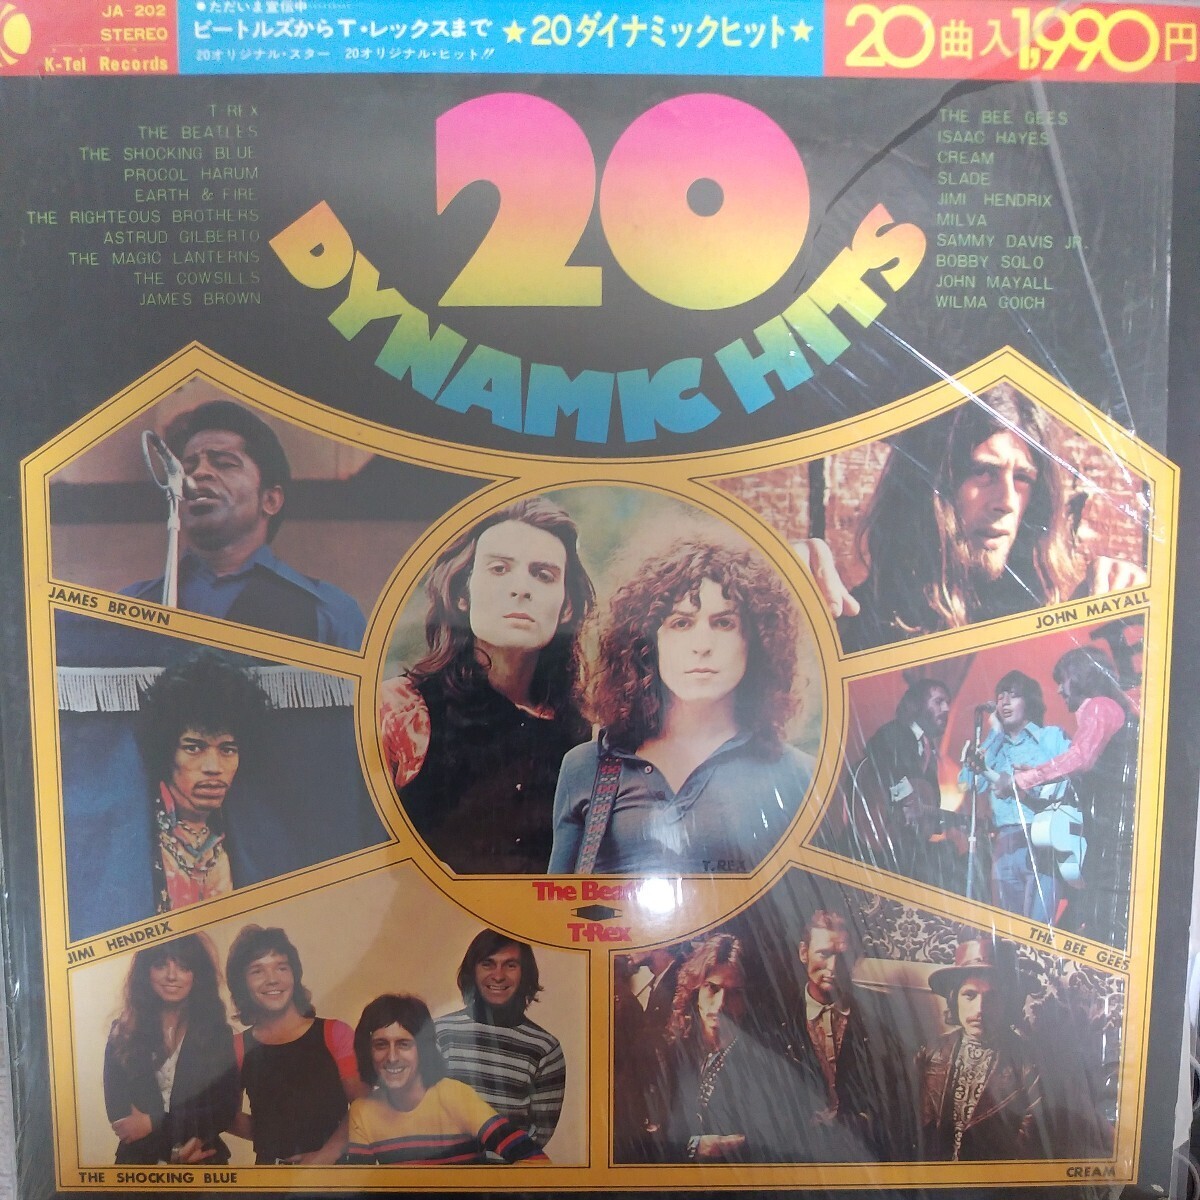 JA-202
STEREO
K-Tel Records
●ただいま宣伝中
ビートルズからT・レックスまで
20オリジナル・スター 20オリジナル・ヒット!!
★20ダイナミックヒット★
20曲入1,990円
T-REX
THE BEATLES
THE SHOCKING BLUE
PROCOL HARUM
EARTH & FIRE
THE RIGHTEOUS BROTHERS
ASTRUD GILBERTO
THE MAGIC LANTERNS
THE COWSILLS
JAMES BROWN
20
DYNAMIC HITS
THE BEE GEES
ISAAC HAYES
CREAM
SLADE
JIMI HENDRIX
MILVA
SAMMY DAVIS JR.
BOBBY SOLO
JOHN MAYALL
WILMA GOICH
JAMES BROWN
JOHN MAYALL
T.REX
The
T-Rex
JIMI HENDRIX
THE BEE GEES
THE SHOCKING BLUE
CREAM